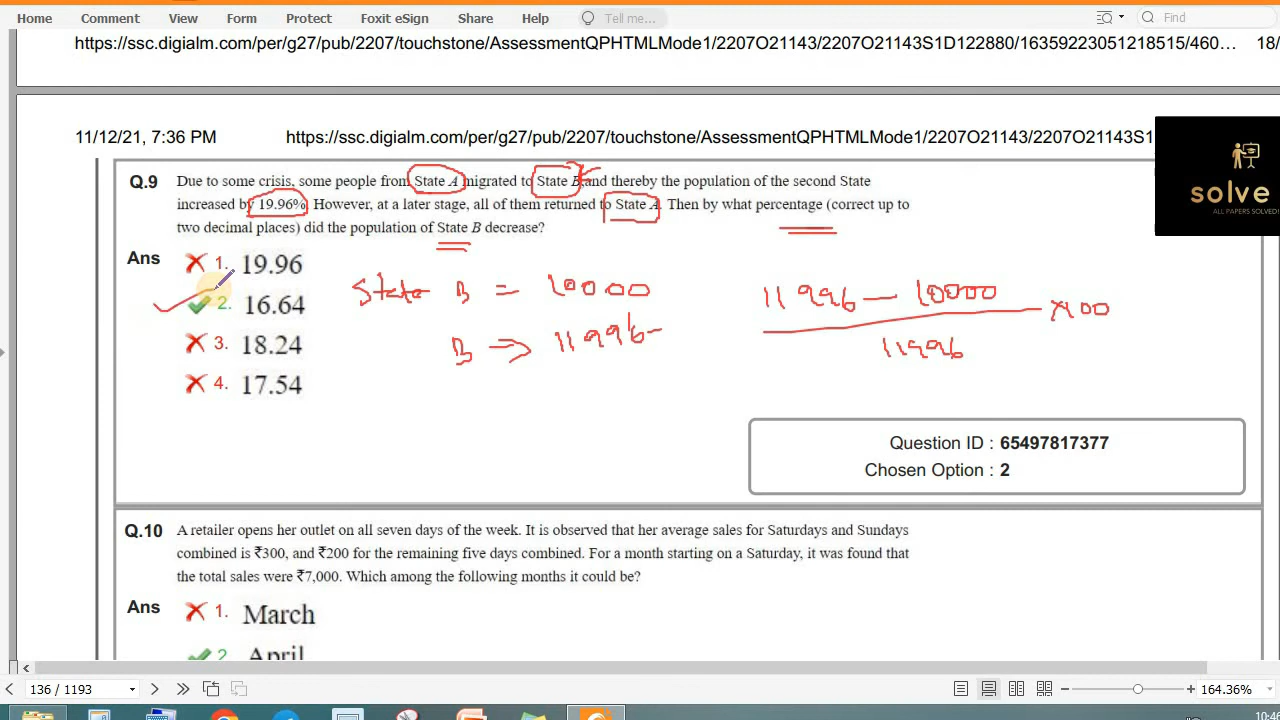 Home Comment View Form Protect Foxit eSign Share Help Tell me... Find
https://ssc.digialm.com/per/g27/pub/2207/touchstone/AssessmentQPHTMLMode1/2207O21143/2207O21143S1D122880/16359223051218515/460… 18/
11/12/21, 7:36 PM https://ssc.digialm.com/per/g27/pub/2207/touchstone/AssessmentQPHTMLMode1/2207O21143/2207O21143S1
solve
ALL PAPERS SOLVED!
Q.9 Due to some crisis, some people from State A migrated to State B, and thereby the population of the second State
increased by 19.96%. However, at a later stage, all of them returned to State A. Then by what percentage (correct up to
two decimal places) did the population of State B decrease?
Ans 1. 19.96
2. 16.64
3. 18.24
4. 17.54
State B = 10000
B ⇒ 11996
11996 — 10000
11996
×100
Question ID : 65497817377
Chosen Option : 2
Q.10 A retailer opens her outlet on all seven days of the week. It is observed that her average sales for Saturdays and Sundays
combined is ₹300, and ₹200 for the remaining five days combined. For a month starting on a Saturday, it was found that
the total sales were ₹7,000. Which among the following months it could be?
Ans 1. March
2. April
136 / 1193 164.36%